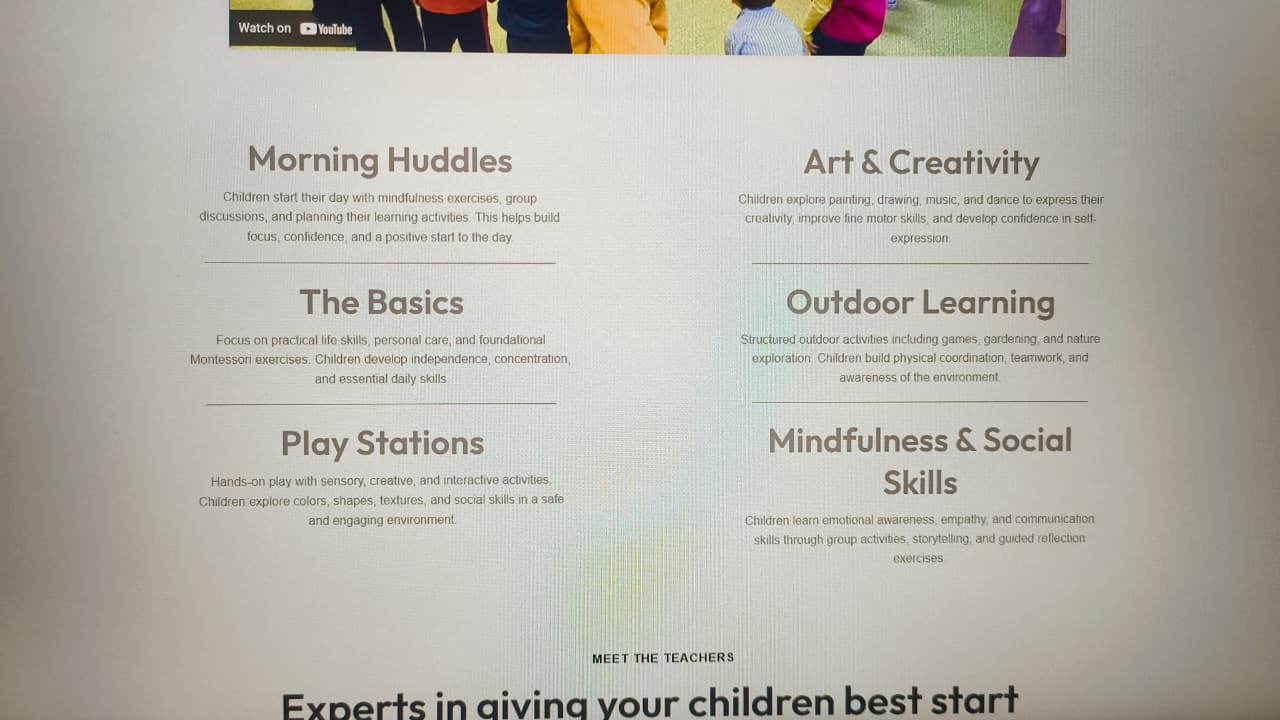 Watch on YouTube
Morning Huddles
Children start their day with mindfulness exercises, group
discussions, and planning their learning activities. This helps build
focus, confidence, and a positive start to the day.
The Basics
Focus on practical life skills, personal care, and foundational
Montessori exercises. Children develop independence, concentration,
and essential daily skills.
Play Stations
Hands-on play with sensory, creative, and interactive activities.
Children explore colors, shapes, textures, and social skills in a safe
and engaging environment.
Art & Creativity
Children explore painting, drawing, music, and dance to express their
creativity, improve fine motor skills, and develop confidence in self-
expression.
Outdoor Learning
Structured outdoor activities including games, gardening, and nature
exploration. Children build physical coordination, teamwork, and
awareness of the environment.
Mindfulness & Social
Skills
Children learn emotional awareness, empathy, and communication
skills through group activities, storytelling, and guided reflection
exercises.
MEET THE TEACHERS
Experts in giving your children best start